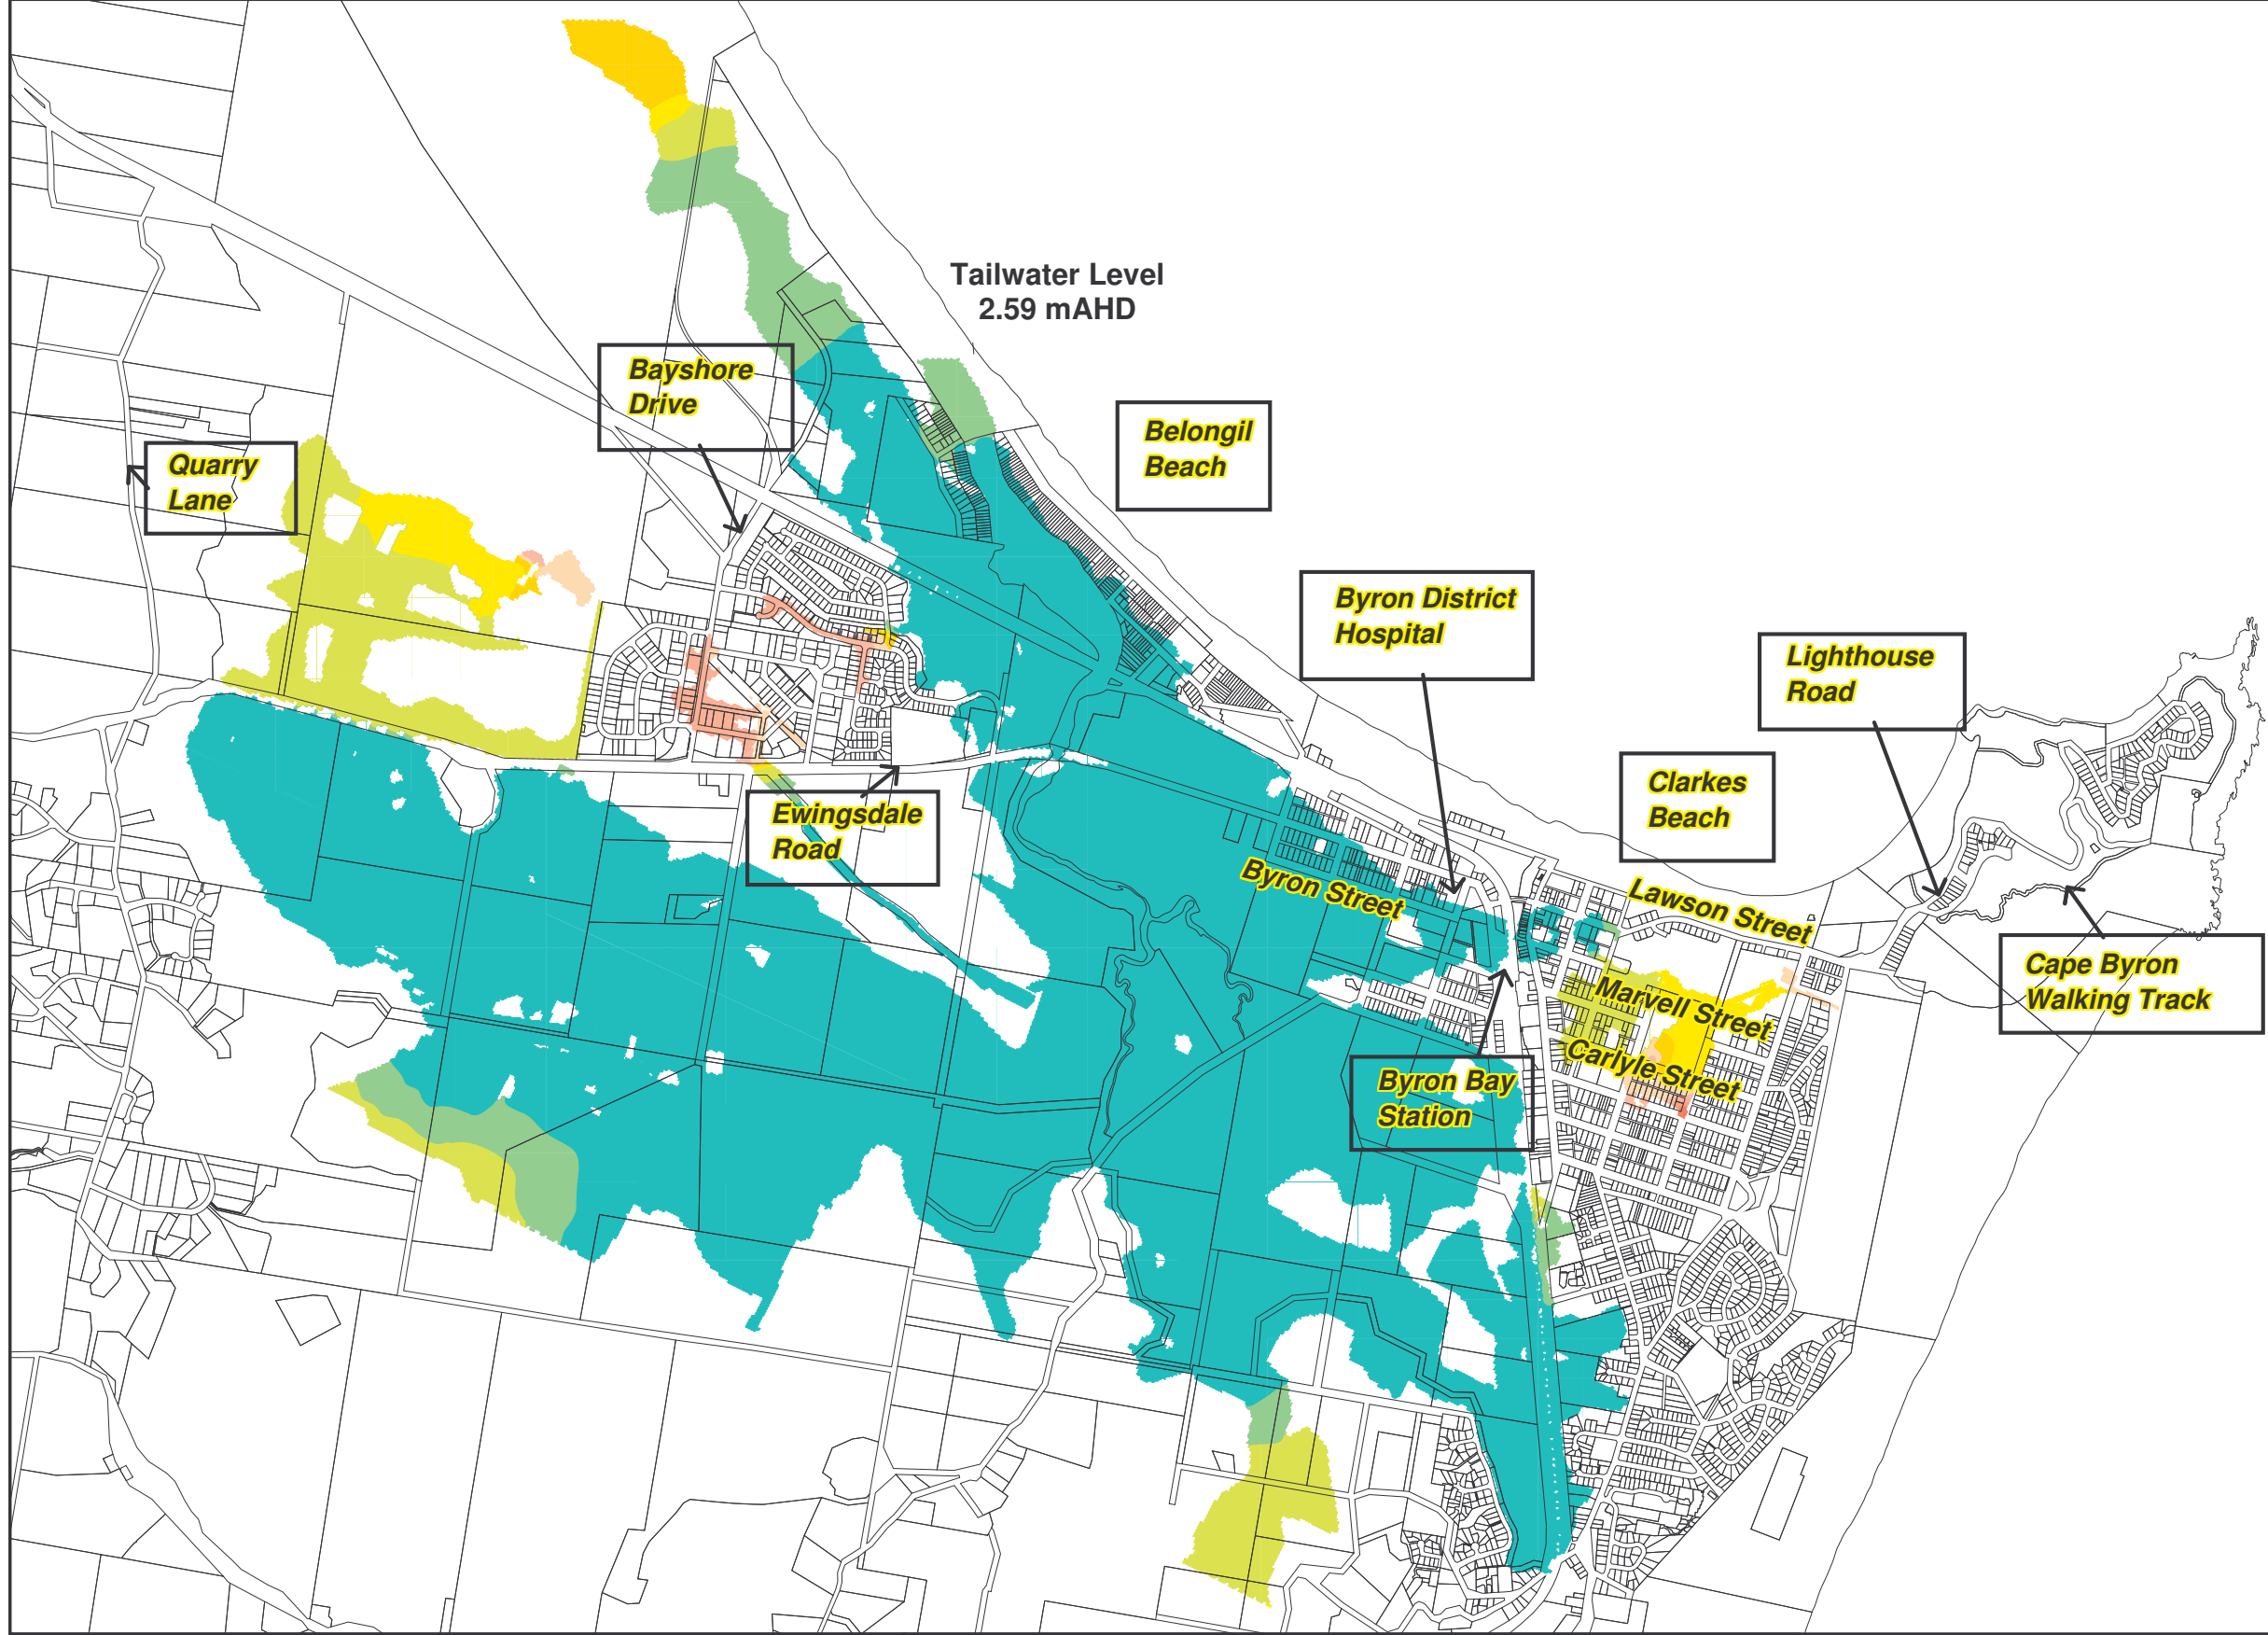 Tailwater Level
2.59 mAHD
Bayshore
Drive
Belongil
Beach
Quarry
Lane
Byron District
Hospital
Lighthouse
Road
Clarkes
Beach
Ewingsdale
Road
Byron Street
Lawson Street
Cape Byron
Walking Track
Marvell Street
Carlyle Street
Byron Bay
Station